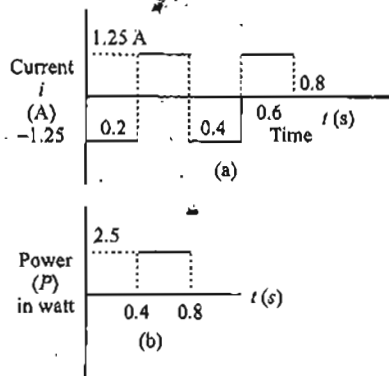 1.25 A
Current
i
(A)
−1.25
0.2
0.4
0.6
0.8
t (s)
Time
(a)
2.5
Power
(P)
in watt
0.4
0.8
t (s)
(b)